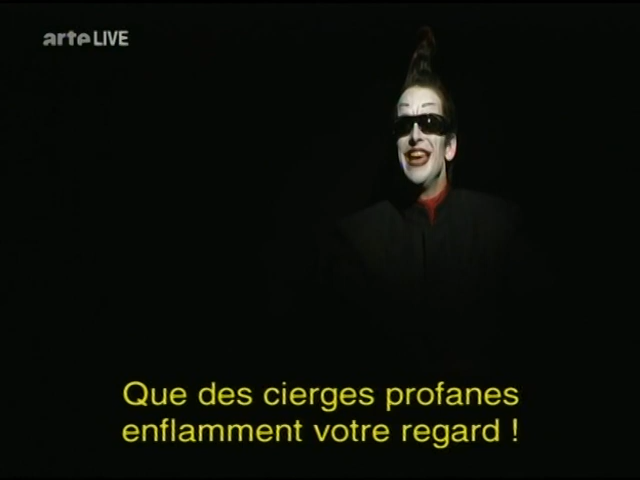 arte LIVE
Que des cierges profanes
enflamment votre regard !